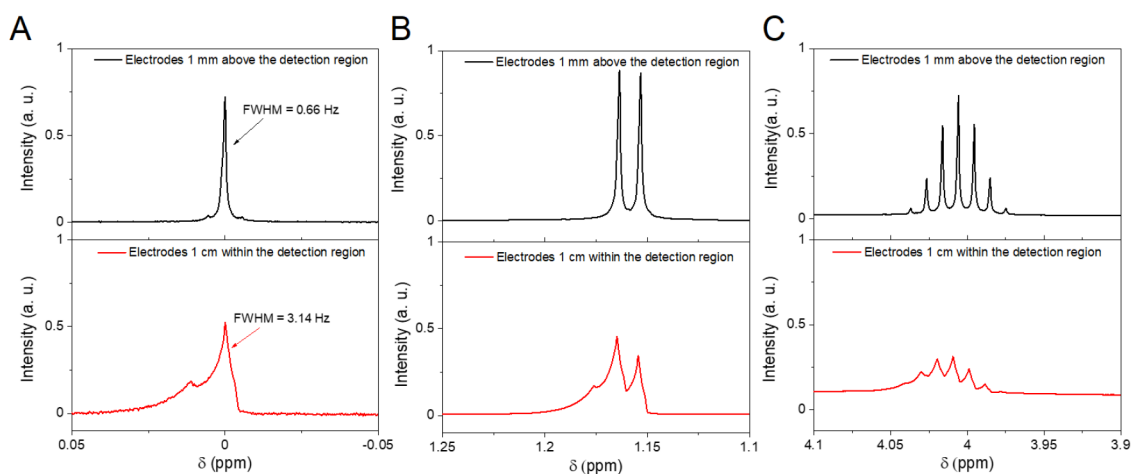 A
B
C
Electrodes 1 mm above the detection region
FWHM = 0.66 Hz
Intensity (a. u.)
1
0.5
0
Electrodes 1 cm within the detection region
FWHM = 3.14 Hz
Intensity (a. u.)
1
0.5
0
0.05
0
-0.05
δ (ppm)
Electrodes 1 mm above the detection region
Intensity (a. u.)
1
0.5
0
Electrodes 1 cm within the detection region
Intensity (a. u.)
1
0.5
0
1.25
1.2
1.15
1.1
δ (ppm)
Electrodes 1 mm above the detection region
Intensity(a. u.)
1
0.5
0
Electrodes 1 cm within the detection region
Intensity (a. u.)
1
0.5
0
4.1
4.05
4
3.95
3.9
δ (ppm)